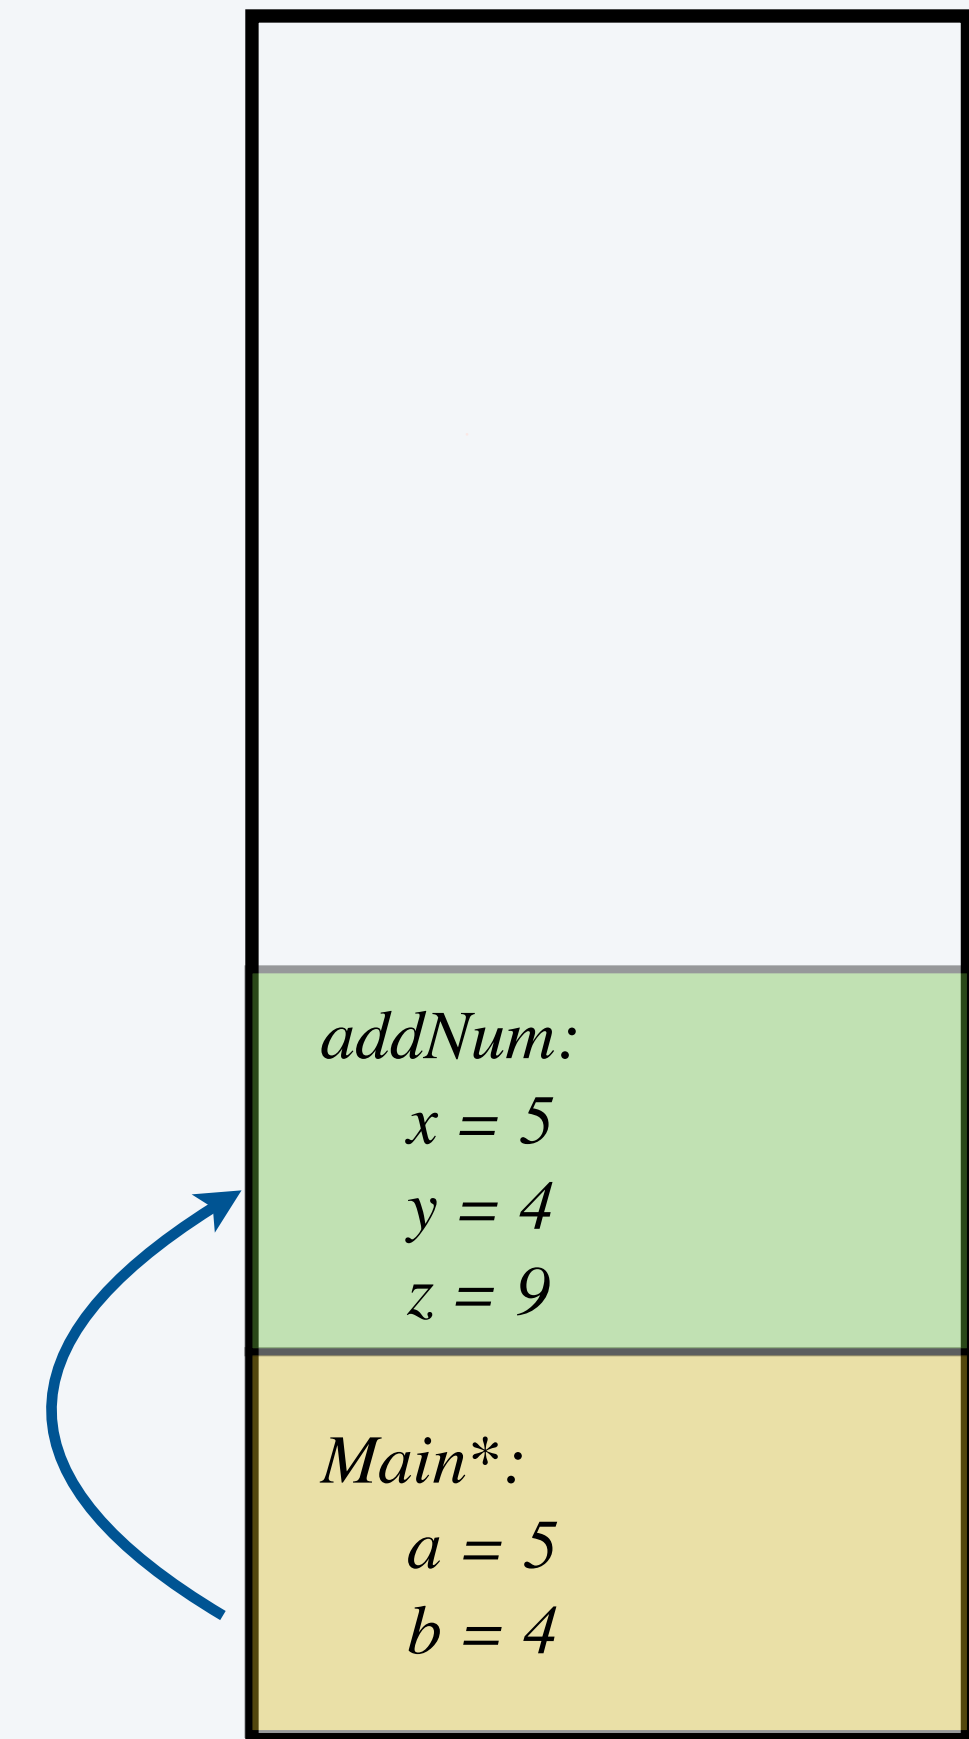 addNum:
x = 5
y = 4
z = 9
Main*:
a = 5
b = 4